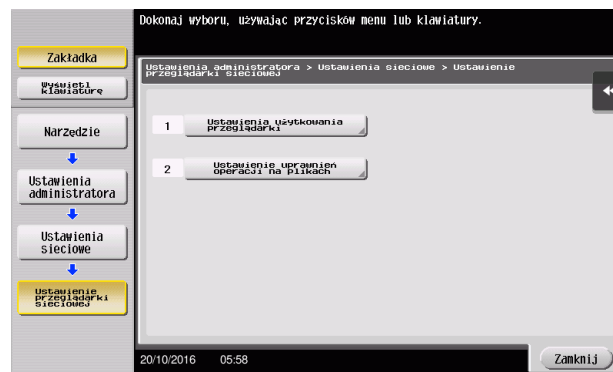 Dokonaj wyboru, używając przycisków menu lub klawiatury.
Zakładka
Wyświetl
klawiaturę
Ustawienia administratora > Ustawienia sieciowe > Ustawienie
przeglądarki sieciowej
Narzędzie
Ustawienia
administratora
Ustawienia
sieciowe
Ustawienie
przeglądarki
sieciowej
1 Ustawienia użytkowania
przeglądarki
2 Ustawienie uprawnień
operacji na plikach
20/10/2016 05:58
Zamknij